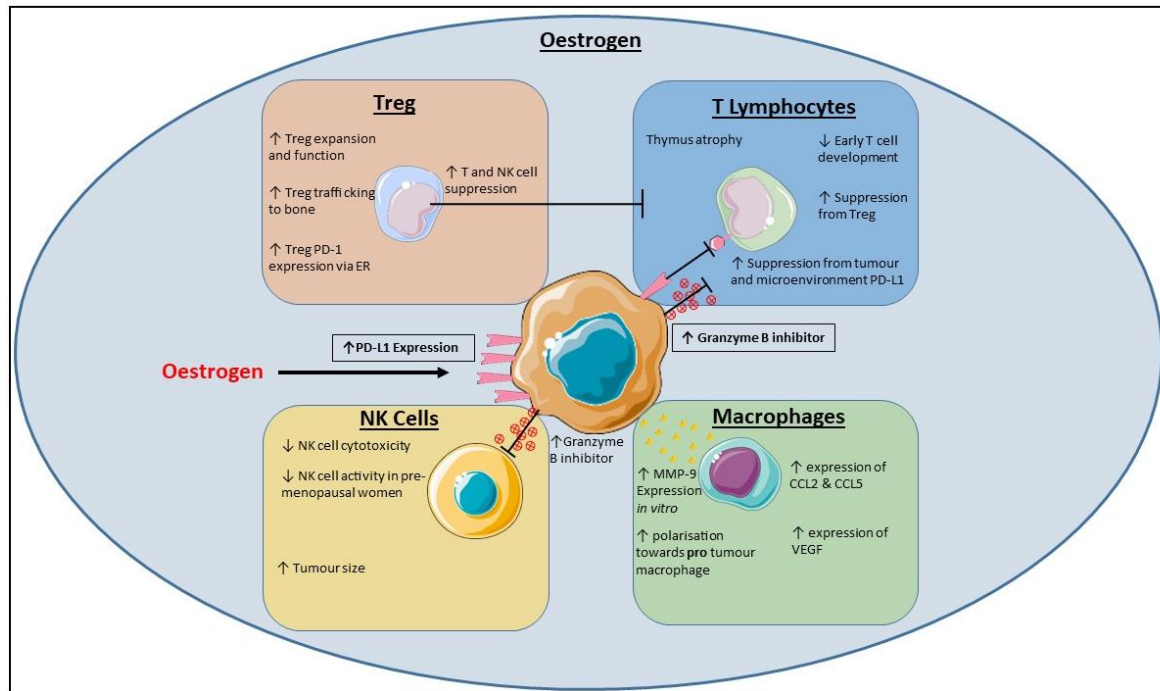 Oestrogen
Treg
↑ Treg expansion
and function
↑ Treg trafficking
to bone
↑ Treg PD-1
expression via ER
↑ T and NK cell
suppression
T Lymphocytes
Thymus atrophy
↓ Early T cell
development
↑ Suppression
from Treg
↑ Suppression from tumour
and microenvironment PD-L1
↑PD-L1 Expression
Oestrogen
↑ Granzyme B inhibitor
NK Cells
↓ NK cell cytotoxicity
↓ NK cell activity in pre-
menopausal women
↑ Tumour size
↑Granzyme
B inhibitor
Macrophages
↑ MMP-9
Expression
in vitro
↑ polarisation
towards pro tumour
macrophage
↑ expression of
CCL2 & CCL5
↑ expression of
VEGF